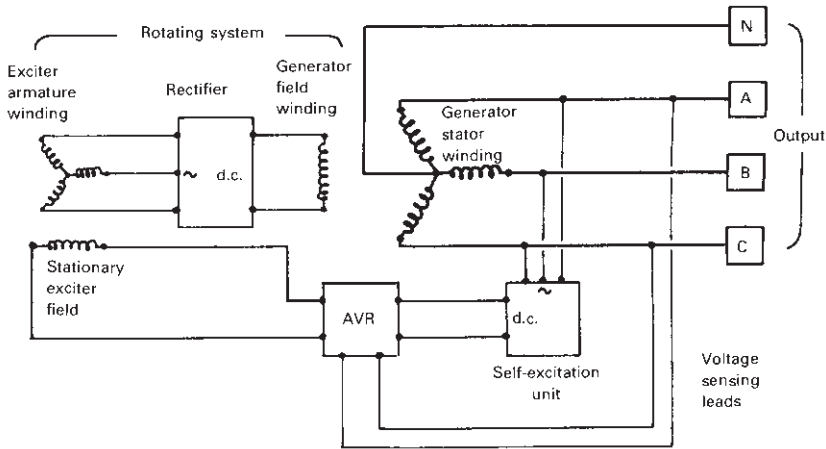 Rotating system
Exciter
armature
winding
Rectifier
Generator
field
winding
~
d.c.
Generator
stator
winding
N
A
B
C
Output
Stationary
exciter
field
AVR
~
d.c.
Self-excitation
unit
Voltage
sensing
leads